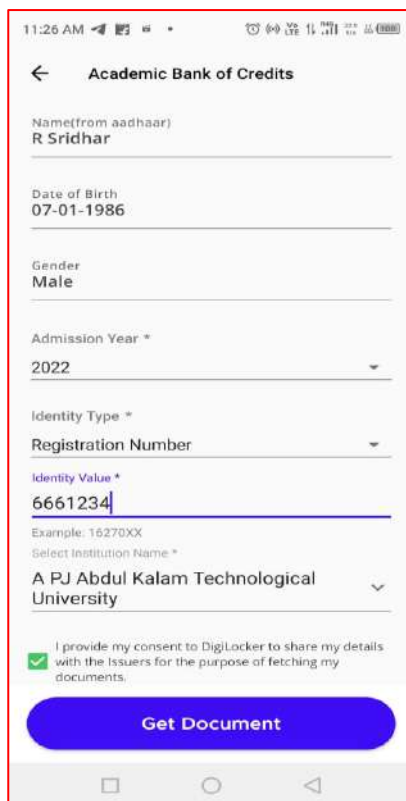 11:26 AM
Academic Bank of Credits
Name(from aadhaar)
R Sridhar
Date of Birth
07-01-1986
Gender
Male
Admission Year *
2022
Identity Type *
Registration Number
Identity Value *
6661234
Example: 16270XX
Select Institution Name *
A PJ Abdul Kalam Technological
University
I provide my consent to DigiLocker to share my details
with the Issuers for the purpose of fetching my
documents.
Get Document